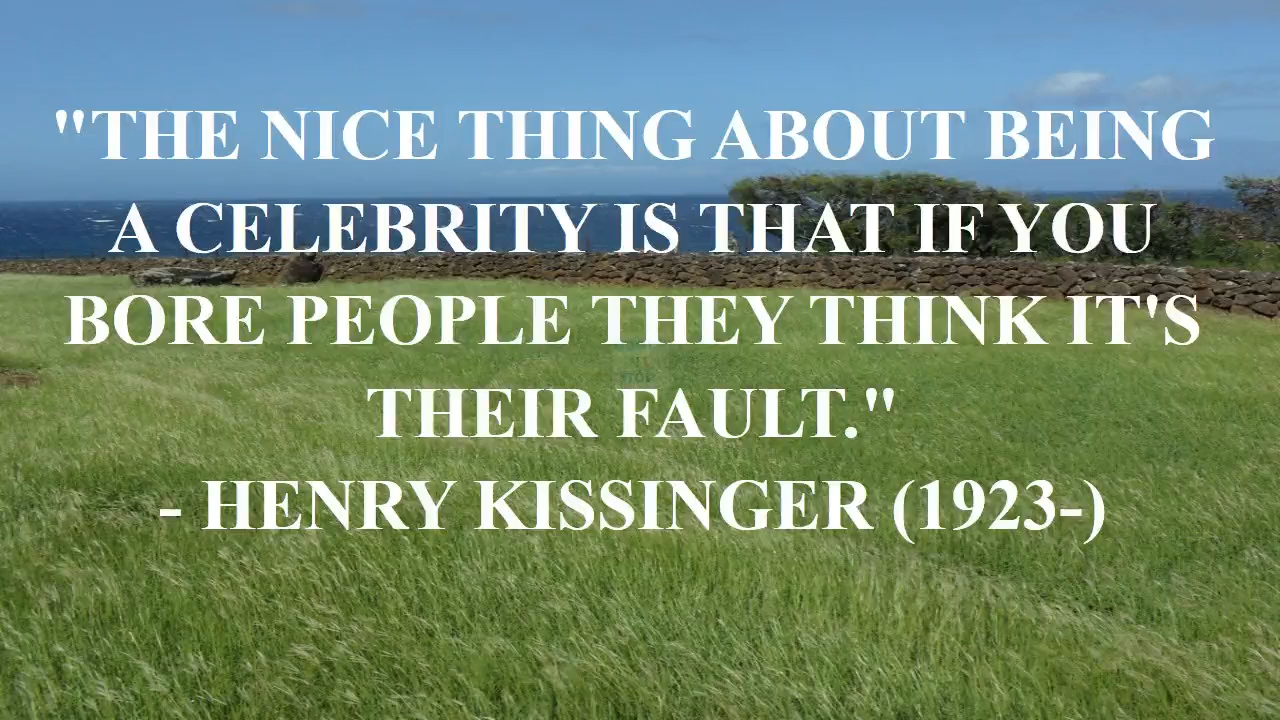 "THE NICE THING ABOUT BEING
A CELEBRITY IS THAT IF YOU
BORE PEOPLE THEY THINK IT'S
THEIR FAULT."
- HENRY KISSINGER (1923-)